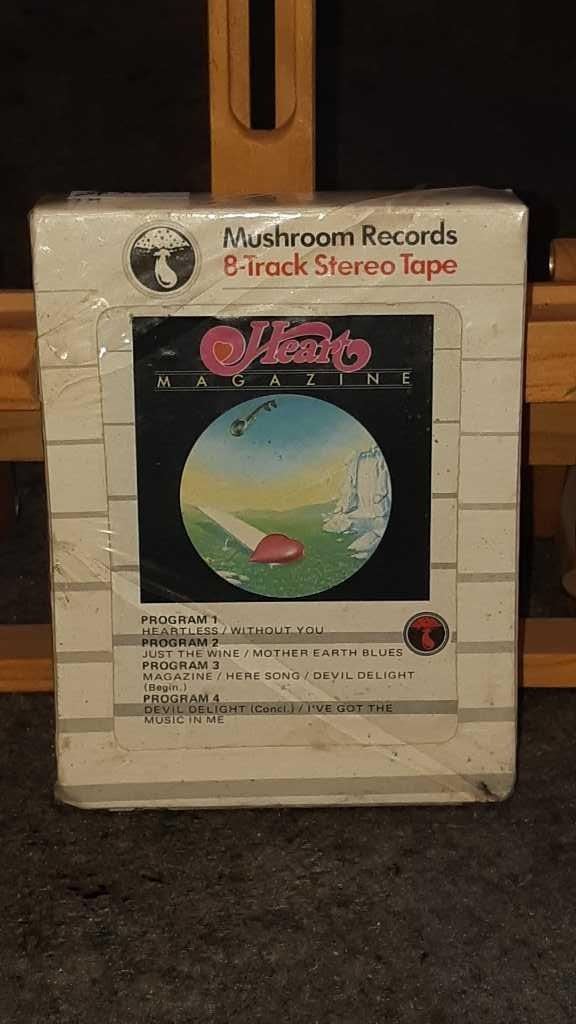 Mushroom Records
8-Track Stereo Tape
Heart
MAGAZINE
PROGRAM 1
HEARTLESS / WITHOUT YOU
PROGRAM 2
JUST THE WINE / MOTHER EARTH BLUES
PROGRAM 3
MAGAZINE / HERE SONG / DEVIL DELIGHT
(Begin.)
PROGRAM 4
DEVIL DELIGHT (Concl.) / I'VE GOT THE
MUSIC IN ME